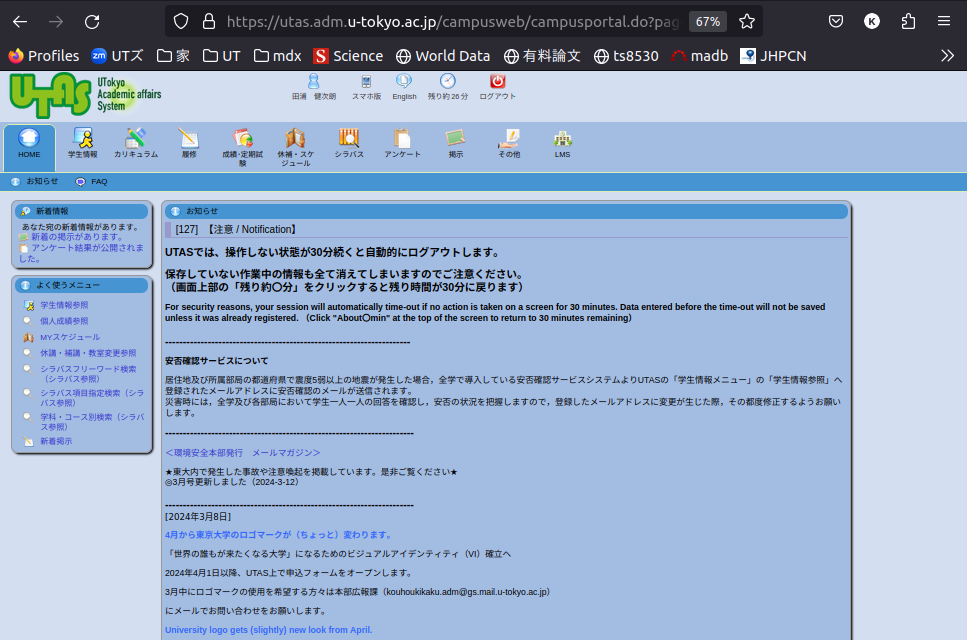 https://utas.adm.u-tokyo.ac.jp/campusweb/campusportal.do?pag
67%
K
Profiles
zm UTズ
家
UT
mdx
S Science
World Data
有料論文
ts8530
madb
JHPCN
UTAS
UTokyo
Academic affairs
System
田浦 健次朗
スマホ版
English
残り約 26 分
ログアウト
HOME
学生情報
カリキュラム
履修
成績･定期試
験
休補・スケ
ジュール
シラバス
アンケート
掲示
その他
LMS
お知らせ
FAQ
新着情報
あなた宛の新着情報があります。
新着の掲示があります。
アンケート結果が公開されま
した。
よく使うメニュー
学生情報参照
個人成績参照
MYスケジュール
休講・補講・教室変更参照
シラバスフリーワード検索
（シラバス参照）
シラバス項目指定検索（シラ
バス参照）
学科・コース別検索（シラバ
ス参照）
新着掲示
お知らせ
[127] 【注意 / Notification】
UTASでは、操作しない状態が30分続くと自動的にログアウトします。
保存していない作業中の情報も全て消えてしまいますのでご注意ください。
（画面上部の「残り約〇分」をクリックすると残り時間が30分に戻ります）
For security reasons, your session will automatically time-out if no action is taken on a screen for 30 minutes. Data entered before the time-out will not be saved
unless it was already registered. （Click "About〇min" at the top of the screen to return to 30 minutes remaining）
----------------------------------------------------------------------
安否確認サービスについて
居住地及び所属部局の都道府県で震度5弱以上の地震が発生した場合，全学で導入している安否確認サービスシステムよりUTASの「学生情報メニュー」の「学生情報参照」へ
登録されたメールアドレスに安否確認のメールが送信されます。
災害時には，全学及び各部局において学生一人一人の回答を確認し，安否の状況を把握しますので，登録したメールアドレスに変更が生じた際，その都度修正するようお願い
します。
-----------------------------------------------------------------------
＜環境安全本部発行　メールマガジン＞
★東大内で発生した事故や注意喚起を掲載しています。是非ご覧ください★
◎3月号更新しました（2024-3-12）
-----------------------------------------------------------------------
[2024年3月8日]
4月から東京大学のロゴマークが（ちょっと）変わります。
「世界の誰もが来たくなる大学」になるためのビジュアルアイデンティティ（VI）確立へ
2024年4月1日以降、UTAS上で申込フォームをオープンします。
3月中にロゴマークの使用を希望する方々は本部広報課（kouhoukikaku.adm@gs.mail.u-tokyo.ac.jp）
にメールでお問い合わせをお願いします。
University logo gets (slightly) new look from April.